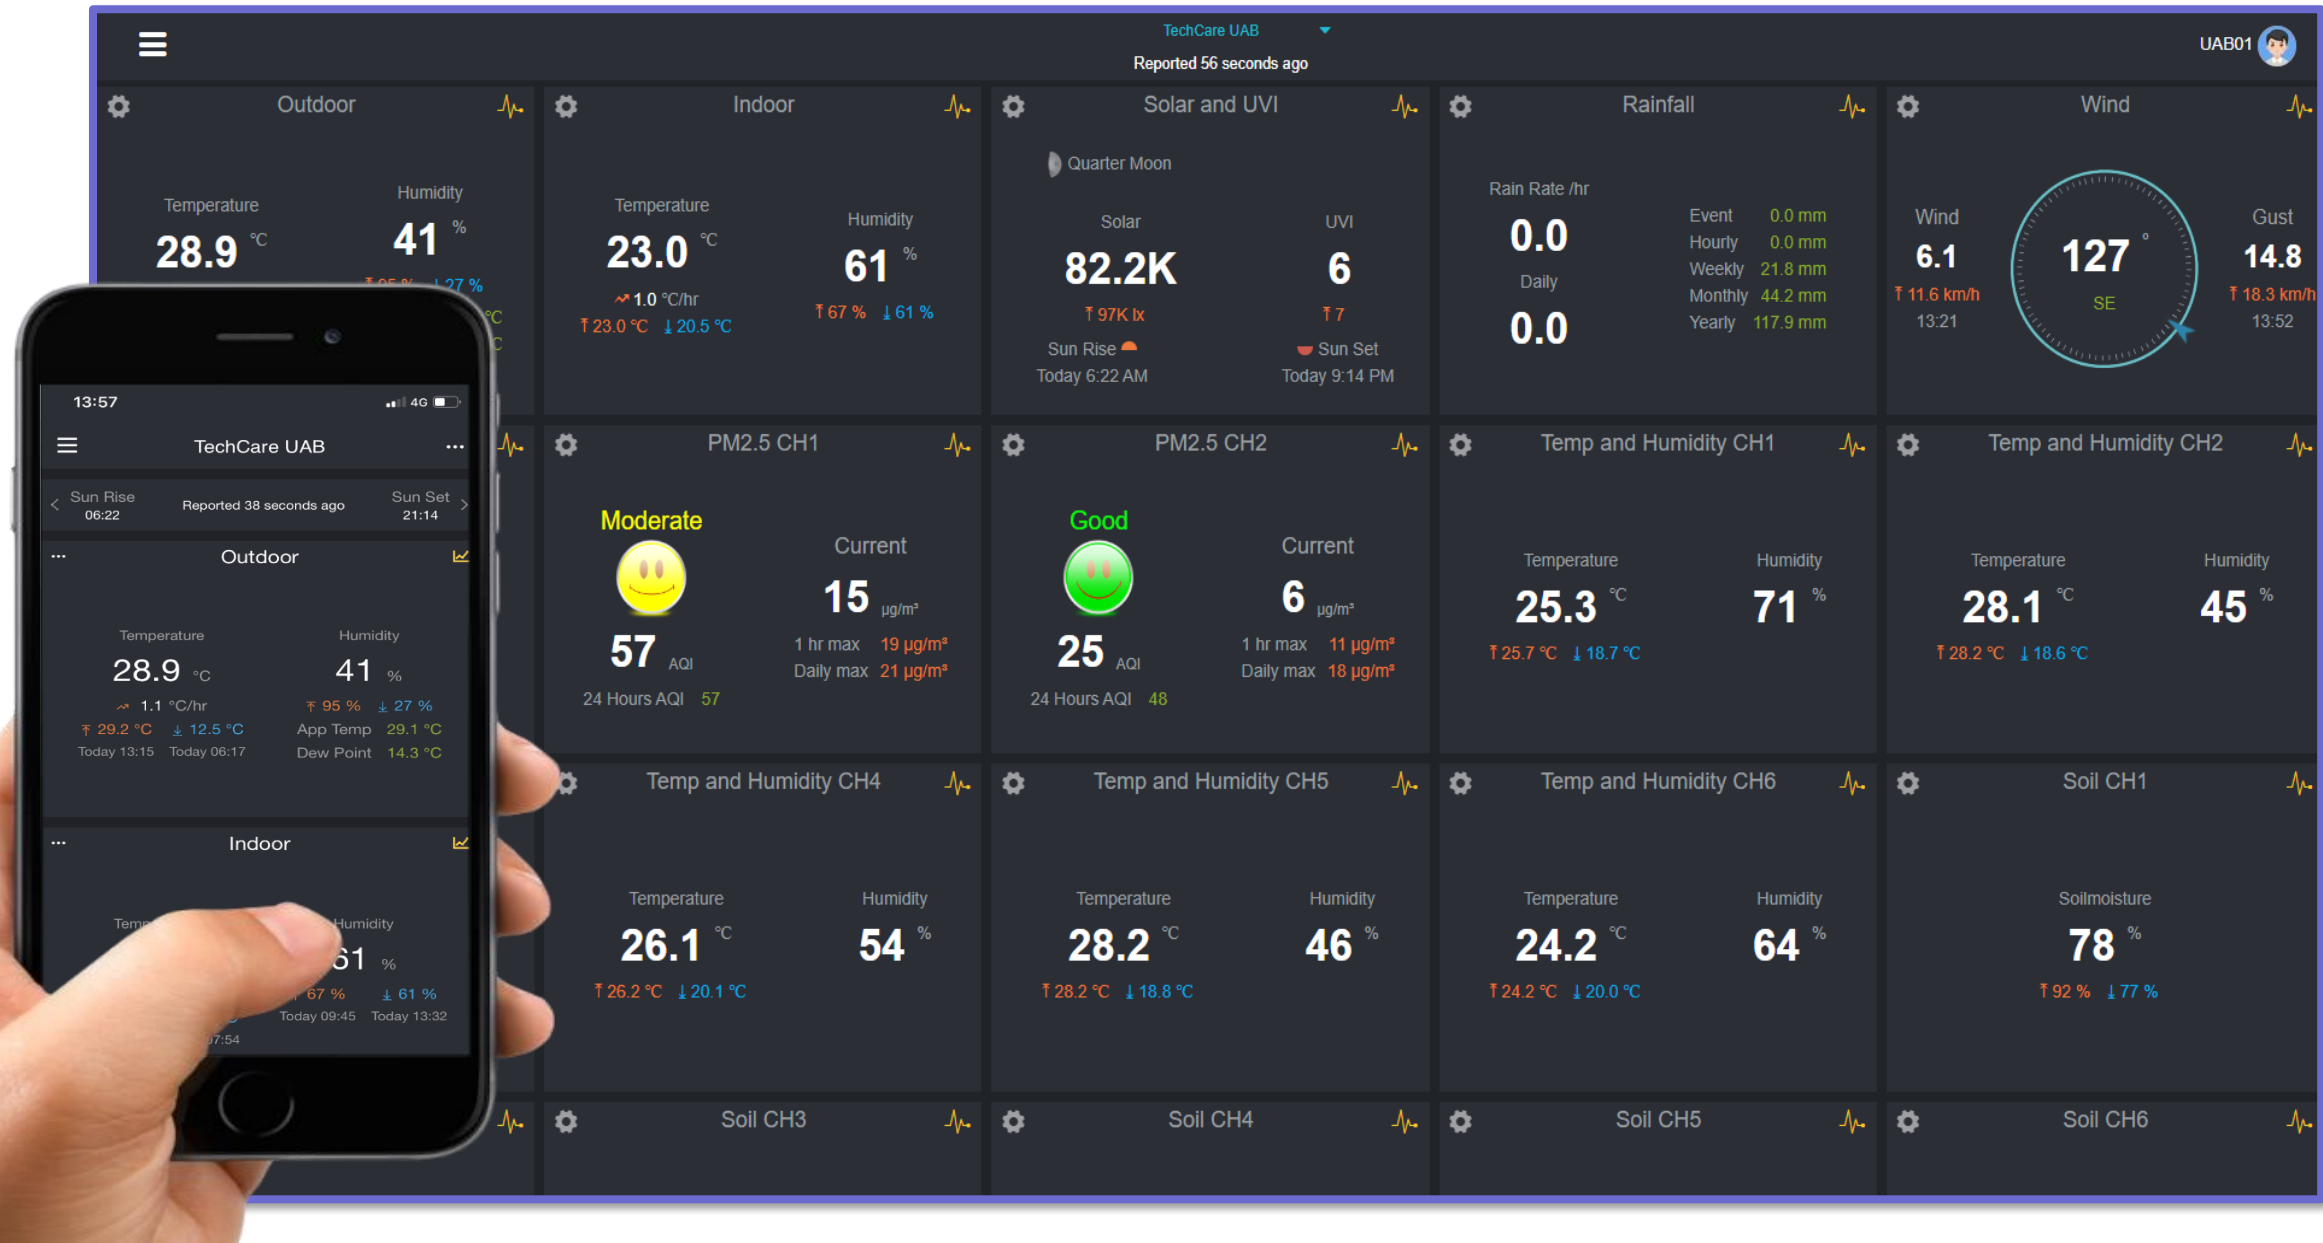 TechCare UAB
Reported 56 seconds ago
UAB01
Outdoor
Temperature
28.9 °C
Humidity
41 %
95 % 27 %
°C
C
Indoor
Temperature
23.0 °C
1.0 °C/hr
23.0 °C 20.5 °C
Humidity
61 %
67 % 61 %
Solar and UVI
Quarter Moon
Solar
82.2K
97K lx
Sun Rise
Today 6:22 AM
UVI
6
7
Sun Set
Today 9:14 PM
Rainfall
Rain Rate /hr
0.0
Daily
0.0
Event 0.0 mm
Hourly 0.0 mm
Weekly 21.8 mm
Monthly 44.2 mm
Yearly 117.9 mm
Wind
Wind
6.1
11.6 km/h
13:21
127 °
SE
Gust
14.8
18.3 km/h
13:52
PM2.5 CH1
Moderate
57 AQI
24 Hours AQI 57
Current
15 µg/m³
1 hr max 19 µg/m³
Daily max 21 µg/m³
PM2.5 CH2
Good
25 AQI
24 Hours AQI 48
Current
6 µg/m³
1 hr max 11 µg/m³
Daily max 18 µg/m³
Temp and Humidity CH1
Temperature
25.3 °C
25.7 °C 18.7 °C
Humidity
71 %
Temp and Humidity CH2
Temperature
28.1 °C
28.2 °C 18.6 °C
Humidity
45 %
Temp and Humidity CH4
Temperature
26.1 °C
26.2 °C 20.1 °C
Humidity
54 %
Temp and Humidity CH5
Temperature
28.2 °C
28.2 °C 18.8 °C
Humidity
46 %
Temp and Humidity CH6
Temperature
24.2 °C
24.2 °C 20.0 °C
Humidity
64 %
Soil CH1
Soilmoisture
78 %
92 % 77 %
Soil CH3
Soil CH4
Soil CH5
Soil CH6
13:57
4G
TechCare UAB
Sun Rise
06:22
Reported 38 seconds ago
Sun Set
21:14
Outdoor
Temperature
28.9 °C
1.1 °C/hr
29.2 °C 12.5 °C
Today 13:15 Today 06:17
Humidity
41 %
95 % 27 %
App Temp 29.1 °C
Dew Point 14.3 °C
Indoor
Humidity
61 %
67 % 61 %
Today 09:45 Today 13:32
07:54